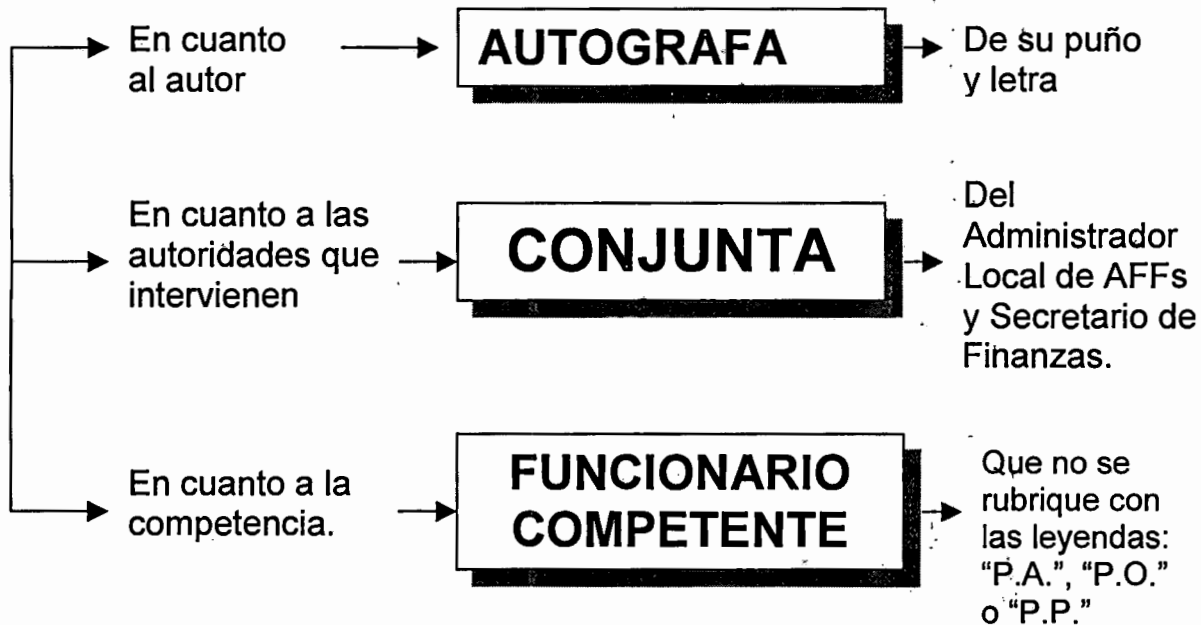 En cuanto
al autor
AUTOGRAFA
De su puño
y letra
En cuanto a las
autoridades que
intervienen
CONJUNTA
Del
Administrador
Local de AFFs
y Secretario de
Finanzas.
En cuanto a la
competencia.
FUNCIONARIO
COMPETENTE
Que no se
rubrique con
las leyendas:
“P.A.”, “P.O.”
o “P.P.”